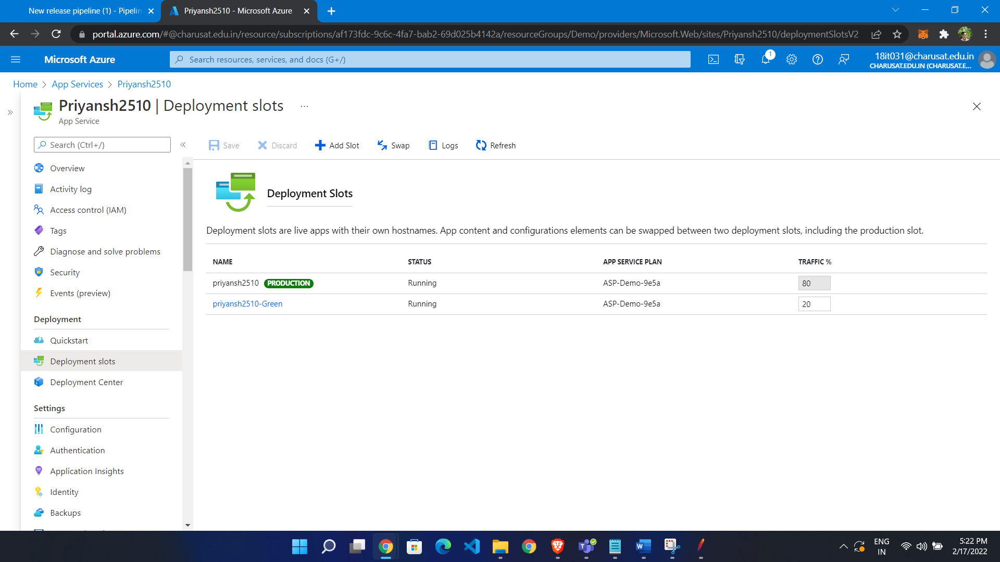 New release pipeline (1) - Pipelin
Priyansh2510 - Microsoft Azure
portal.azure.com/#@charusat.edu.in/resource/subscriptions/af173fdc-9c6c-4fa7-bab2-69d025b4142a/resourceGroups/Demo/providers/Microsoft.Web/sites/Priyansh2510/deploymentSlotsV2
Microsoft Azure
Search resources, services, and docs (G+/)
1
18it031@charusat.edu.in
CHARUSAT.EDU.IN (CHARUSAT.E...
Home > App Services > Priyansh2510
Priyansh2510 | Deployment slots ...
App Service
Search (Ctrl+/)
Save
Discard
Add Slot
Swap
Logs
Refresh
Overview
Activity log
Access control (IAM)
Tags
Diagnose and solve problems
Security
Events (preview)
Deployment
Quickstart
Deployment slots
Deployment Center
Settings
Configuration
Authentication
Application Insights
Identity
Backups
Deployment Slots
Deployment slots are live apps with their own hostnames. App content and configurations elements can be swapped between two deployment slots, including the production slot.
NAME STATUS APP SERVICE PLAN TRAFFIC %
priyansh2510 PRODUCTION Running ASP-Demo-9e5a 80
priyansh2510-Green Running ASP-Demo-9e5a 20
ENG
IN
5:22 PM
2/17/2022